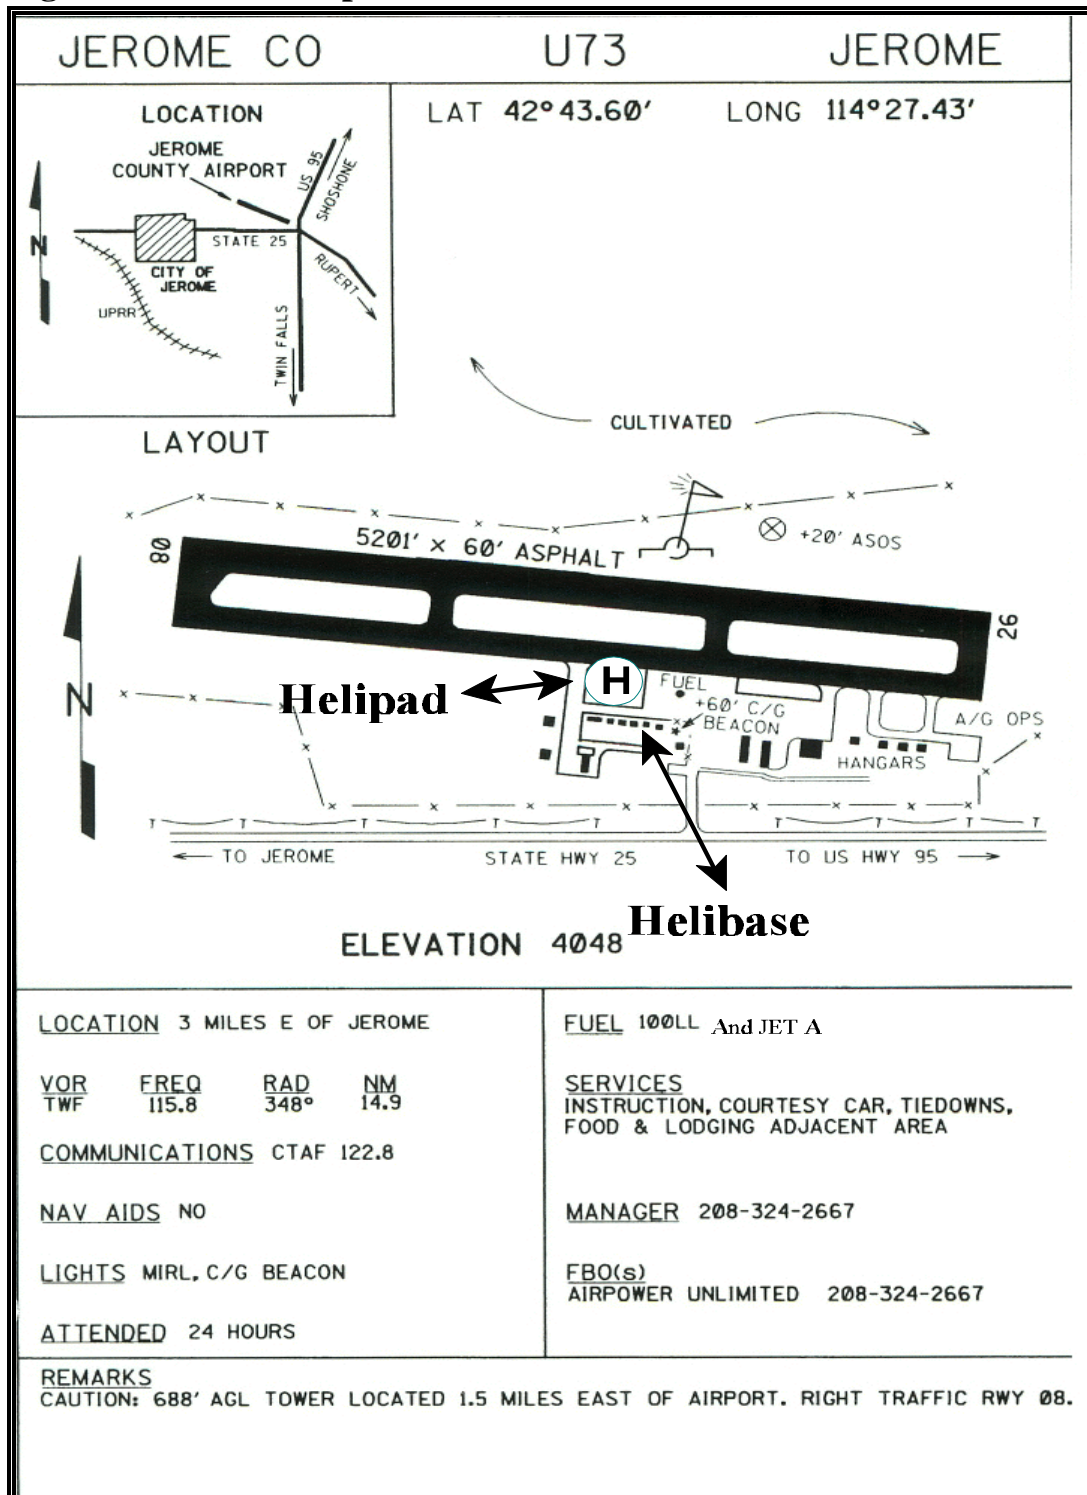 JEROME CO U73 JEROME
LAT 42°43.60′ LONG 114°27.43′
LOCATION
JEROME
COUNTY AIRPORT
US 95
SHOSHONE
N
STATE 25
CITY OF
JEROME
RUPERT
UPRR
TWIN FALLS
CULTIVATED
LAYOUT
08
5201′ X 60′ ASPHALT
+20′ ASOS
26
N
Helipad
H
FUEL
+60′ C/G
BEACON
A/G OPS
HANGARS
TO JEROME STATE HWY 25 TO US HWY 95
Helibase
ELEVATION 4048
LOCATION 3 MILES E OF JEROME
VOR FREQ RAD NM
TWF 115.8 348° 14.9
COMMUNICATIONS CTAF 122.8
NAV AIDS NO
LIGHTS MIRL, C/G BEACON
ATTENDED 24 HOURS
FUEL 100LL And JET A
SERVICES
INSTRUCTION, COURTESY CAR, TIEDOWNS,
FOOD & LODGING ADJACENT AREA
MANAGER 208-324-2667
FBO(s)
AIRPOWER UNLIMITED 208-324-2667
REMARKS
CAUTION: 688′ AGL TOWER LOCATED 1.5 MILES EAST OF AIRPORT. RIGHT TRAFFIC RWY 08.